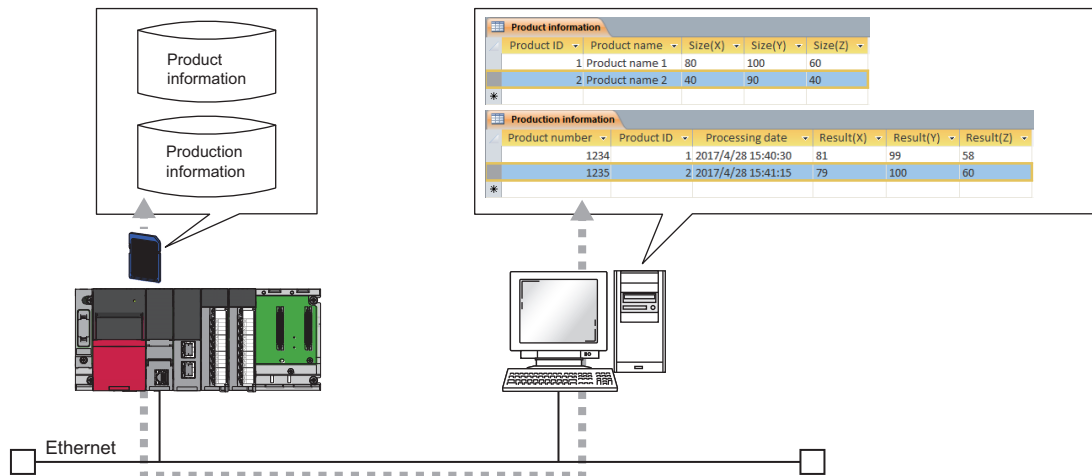 Product
information
Production
information
Product information
Product ID Product name Size(X) Size(Y) Size(Z)
1 Product name 1 80 100 60
2 Product name 2 40 90 40
*
Production information
Product number Product ID Processing date Result(X) Result(Y) Result(Z)
1234 1 2017/4/28 15:40:30 81 99 58
1235 2 2017/4/28 15:41:15 79 100 60
*
Ethernet